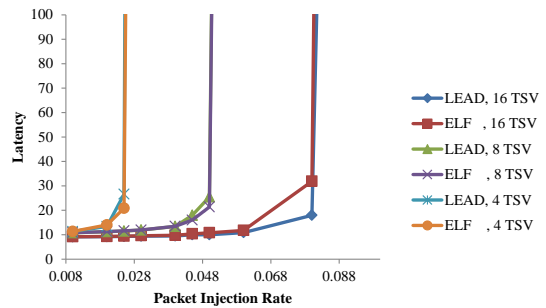 100
90
80
70
60
50
40
30
20
10
0
Latency
0.008 0.028 0.048 0.068 0.088
Packet Injection Rate
LEAD, 16 TSV
ELF , 16 TSV
LEAD, 8 TSV
ELF , 8 TSV
LEAD, 4 TSV
ELF , 4 TSV